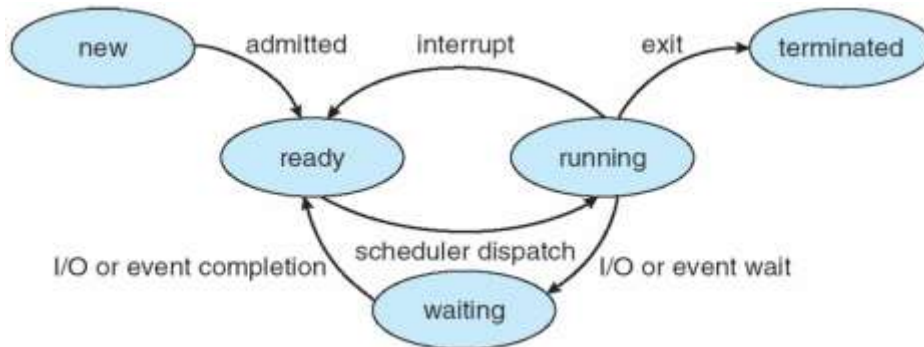 new
admitted
interrupt
exit
terminated
ready
running
scheduler dispatch
I/O or event completion
I/O or event wait
waiting